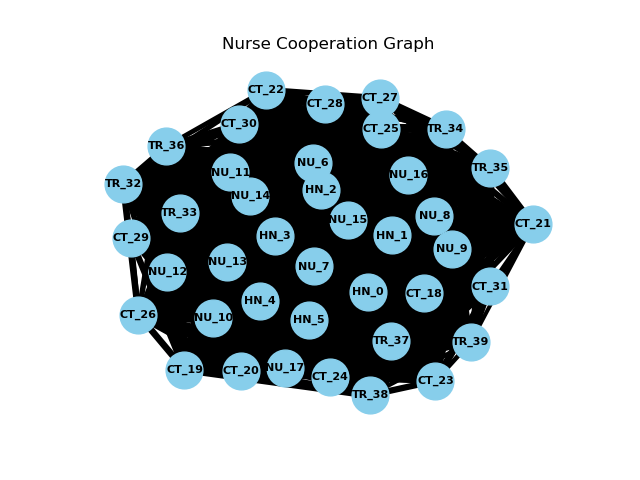 Nurse Cooperation Graph
CT_22
CT_27
CT_28
CT_30
CT_25
TR_34
TR_36
NU_6
TR_35
NU_11
NU_16
TR_32
HN_2
NU_14
TR_33
NU_8
NU_15
CT_21
CT_29
HN_3
HN_1
NU_9
NU_13
NU_7
NU_12
CT_31
HN_0
CT_18
HN_4
CT_26
NU_10
HN_5
TR_37
TR_39
NU_17
CT_19
CT_20
CT_24
CT_23
TR_38